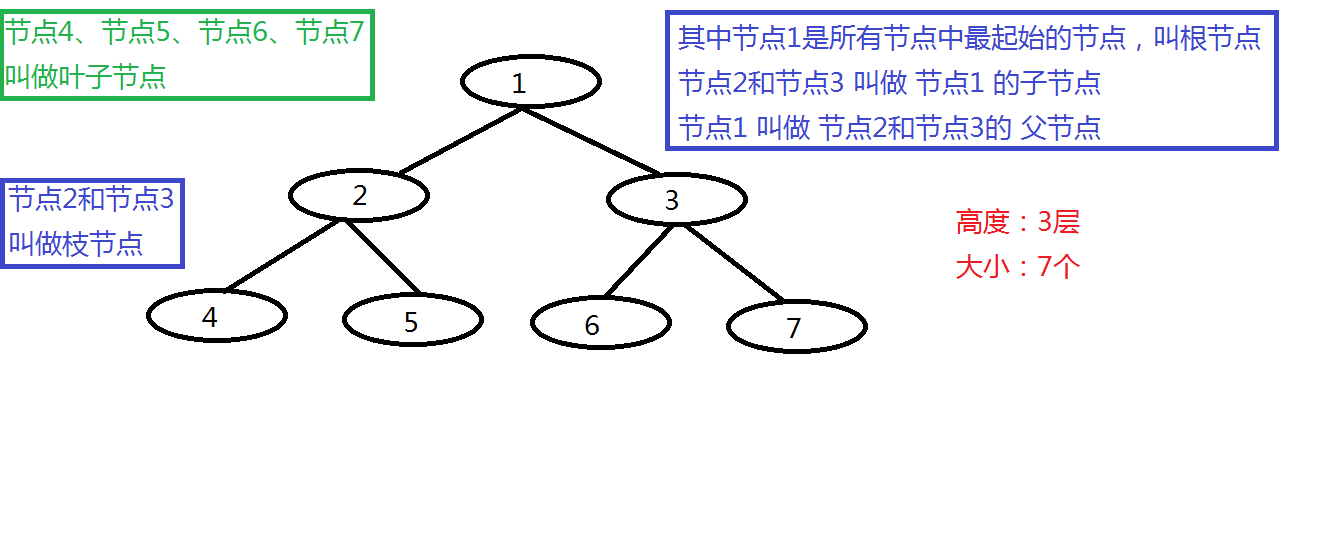 节点4、节点5、节点6、节点7
叫做叶子节点
其中节点1是所有节点中最起始的节点，叫根节点
节点2和节点3 叫做 节点1 的子节点
节点1 叫做 节点2和节点3的 父节点
1
节点2和节点3
叫做枝节点
2
3
高度：3层
大小：7个
4
5
6
7